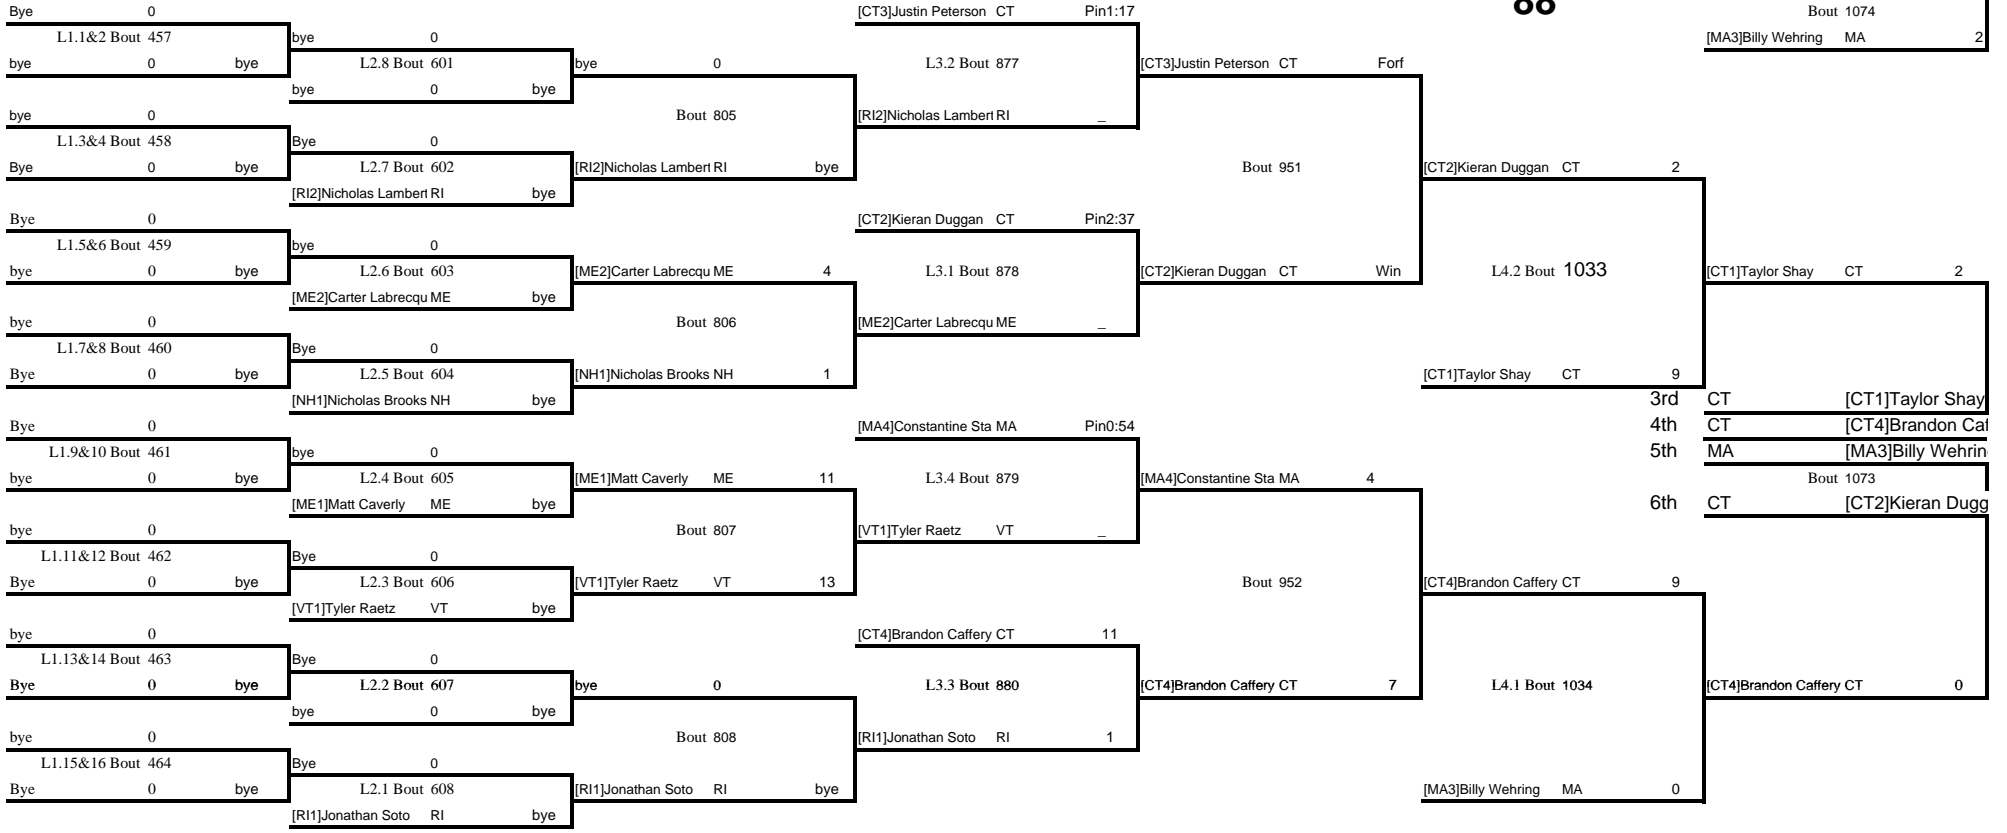 88
Bye 0 [CT3]Justin Peterson CT Pin1:17 Bout 1074
L1.1&2 Bout 457 bye 0 [MA3]Billy Wehring MA 2
bye 0 bye L2.8 Bout 601 bye 0 L3.2 Bout 877 [CT3]Justin Peterson CT Forf
bye 0 bye
bye 0 Bout 805 [RI2]Nicholas Lambert RI _
L1.3&4 Bout 458 Bye 0
Bye 0 bye L2.7 Bout 602 [RI2]Nicholas Lambert RI bye Bout 951 [CT2]Kieran Duggan CT 2
[RI2]Nicholas Lambert RI bye
Bye 0 [CT2]Kieran Duggan CT Pin2:37
L1.5&6 Bout 459 bye 0
bye 0 bye L2.6 Bout 603 [ME2]Carter Labrecqu ME 4 L3.1 Bout 878 [CT2]Kieran Duggan CT Win L4.2 Bout 1033 [CT1]Taylor Shay CT 2
[ME2]Carter Labrecqu ME bye
bye 0 Bout 806 [ME2]Carter Labrecqu ME _
L1.7&8 Bout 460 Bye 0
Bye 0 bye L2.5 Bout 604 [NH1]Nicholas Brooks NH 1 [CT1]Taylor Shay CT 9
[NH1]Nicholas Brooks NH bye 3rd CT [CT1]Taylor Shay
Bye 0 [MA4]Constantine Sta MA Pin0:54 4th CT [CT4]Brandon Caf
L1.9&10 Bout 461 bye 0 5th MA [MA3]Billy Wehrin
bye 0 bye L2.4 Bout 605 [ME1]Matt Caverly ME 11 L3.4 Bout 879 [MA4]Constantine Sta MA 4 Bout 1073
[ME1]Matt Caverly ME bye 6th CT [CT2]Kieran Dugg
bye 0 Bout 807 [VT1]Tyler Raetz VT _
L1.11&12 Bout 462 Bye 0
Bye 0 bye L2.3 Bout 606 [VT1]Tyler Raetz VT 13 Bout 952 [CT4]Brandon Caffery CT 9
[VT1]Tyler Raetz VT bye
bye 0 [CT4]Brandon Caffery CT 11
L1.13&14 Bout 463 Bye 0
Bye 0 bye L2.2 Bout 607 bye 0 L3.3 Bout 880 [CT4]Brandon Caffery CT 7 L4.1 Bout 1034 [CT4]Brandon Caffery CT 0
bye 0 bye
bye 0 Bout 808 [RI1]Jonathan Soto RI 1
L1.15&16 Bout 464 Bye 0
Bye 0 bye L2.1 Bout 608 [RI1]Jonathan Soto RI bye [MA3]Billy Wehring MA 0
[RI1]Jonathan Soto RI bye